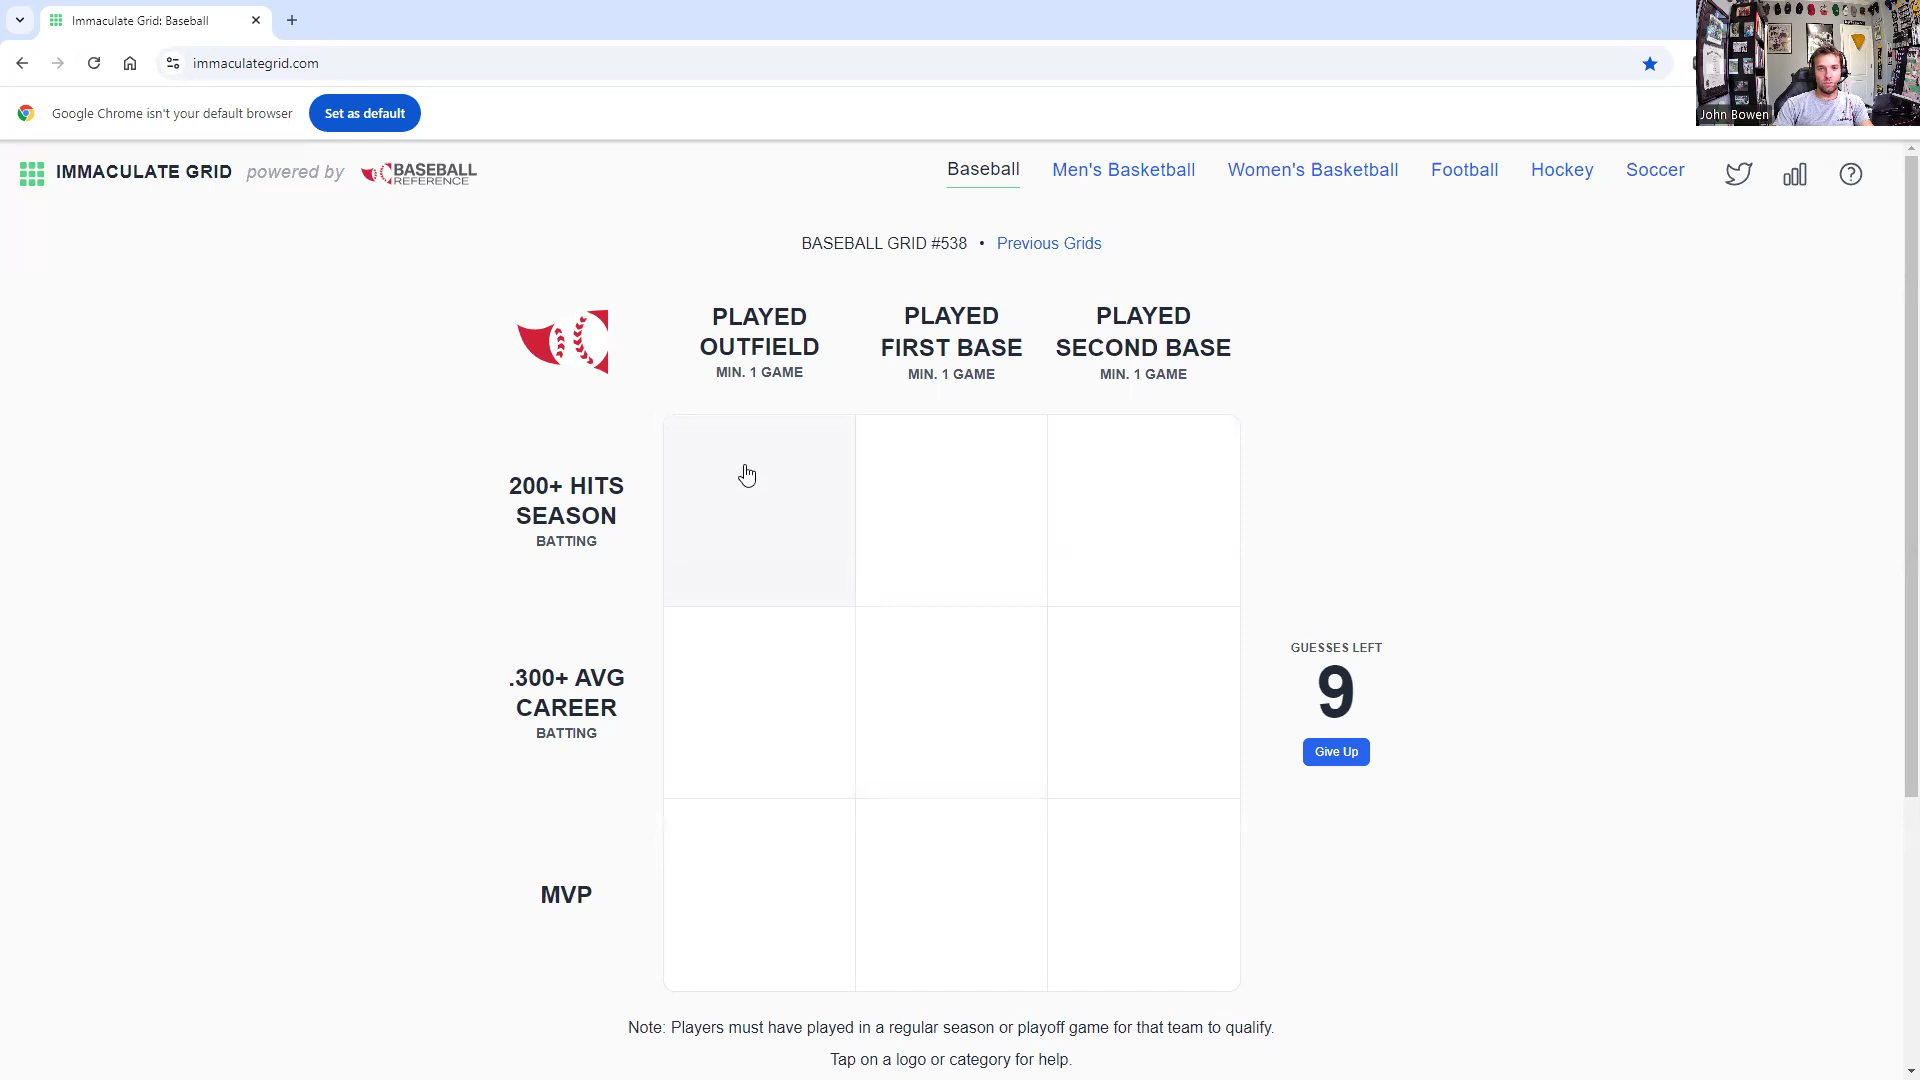 Immaculate Grid: Baseball
immaculategrid.com
John Bowen
Google Chrome isn't your default browser
Set as default
IMMACULATE GRID powered by BASEBALL REFERENCE
Baseball
Men's Basketball
Women's Basketball
Football
Hockey
Soccer
BASEBALL GRID #538 • Previous Grids
PLAYED
OUTFIELD
MIN. 1 GAME
PLAYED
FIRST BASE
MIN. 1 GAME
PLAYED
SECOND BASE
MIN. 1 GAME
200+ HITS
SEASON
BATTING
.300+ AVG
CAREER
BATTING
MVP
GUESSES LEFT
9
Give Up
Note: Players must have played in a regular season or playoff game for that team to qualify.
Tap on a logo or category for help.